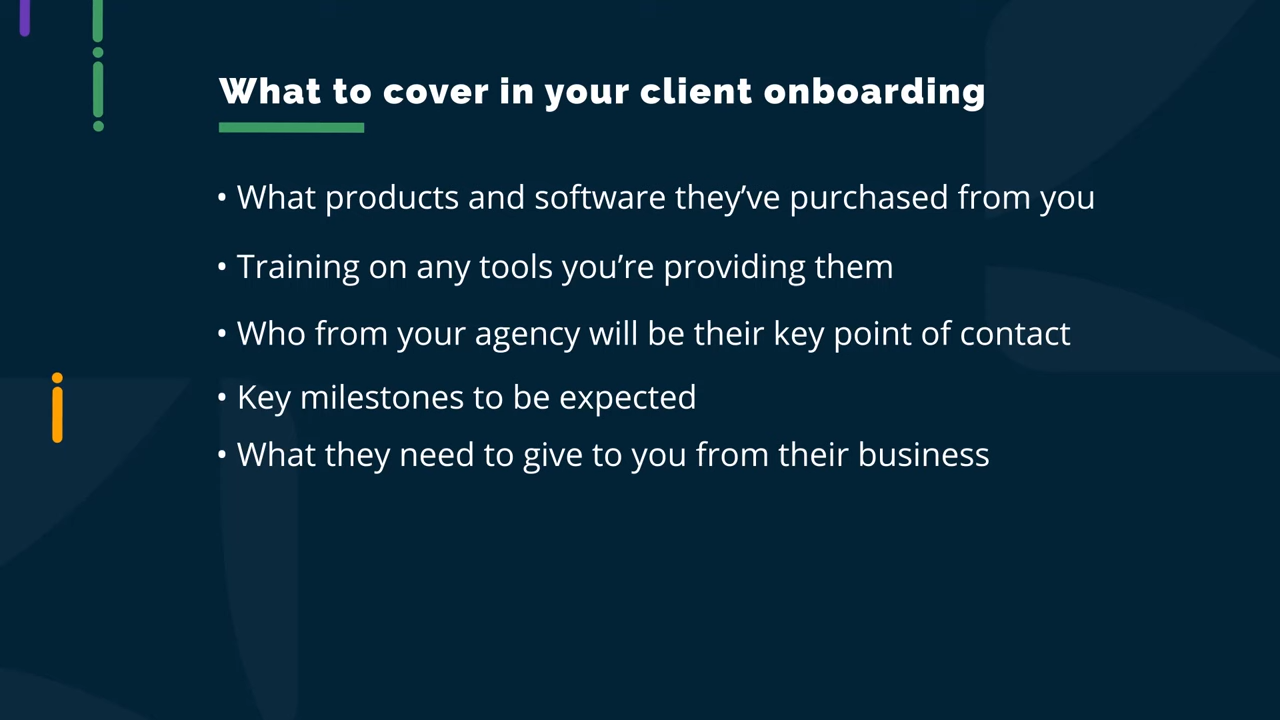 What to cover in your client onboarding
• What products and software they’ve purchased from you
• Training on any tools you’re providing them
• Who from your agency will be their key point of contact
• Key milestones to be expected
• What they need to give to you from their business